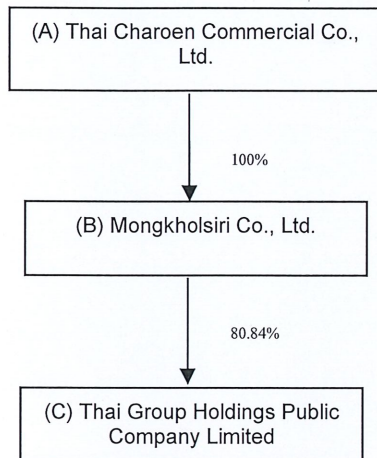 (A) Thai Charoen Commercial Co.,
Ltd.
100%
(B) Mongkholsiri Co., Ltd.
80.84%
(C) Thai Group Holdings Public
Company Limited